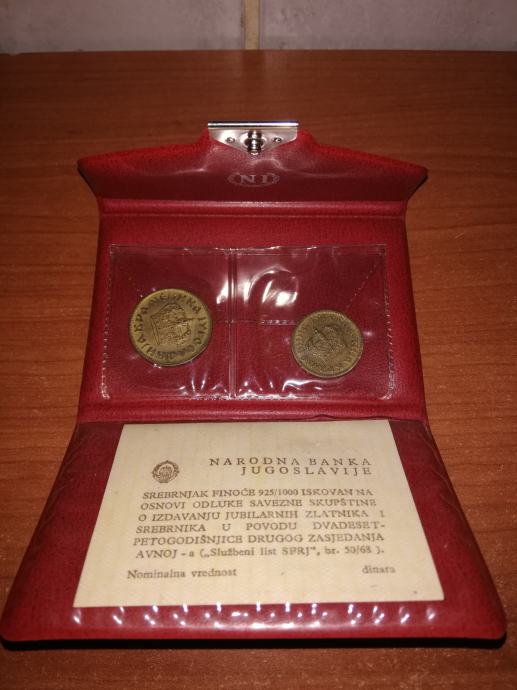 NARODNA BANKA
JUGOSLAVIJE
SREBRNJAK FINOĆE 925/1000 ISKOVAN NA
OSNOVI ODLUKE SAVEZNE SKUPŠTINE
O IZDAVANJU JUBILARNIH ZLATNIKA I
SREBRNIKA U POVODU DVADESET-
PETOGODIŠNJICE DRUGOG ZASJEDANJA
AVNOJ - a („Službeni list SFRJ", br. 50/68 ).
Nominalna vrednost dinara